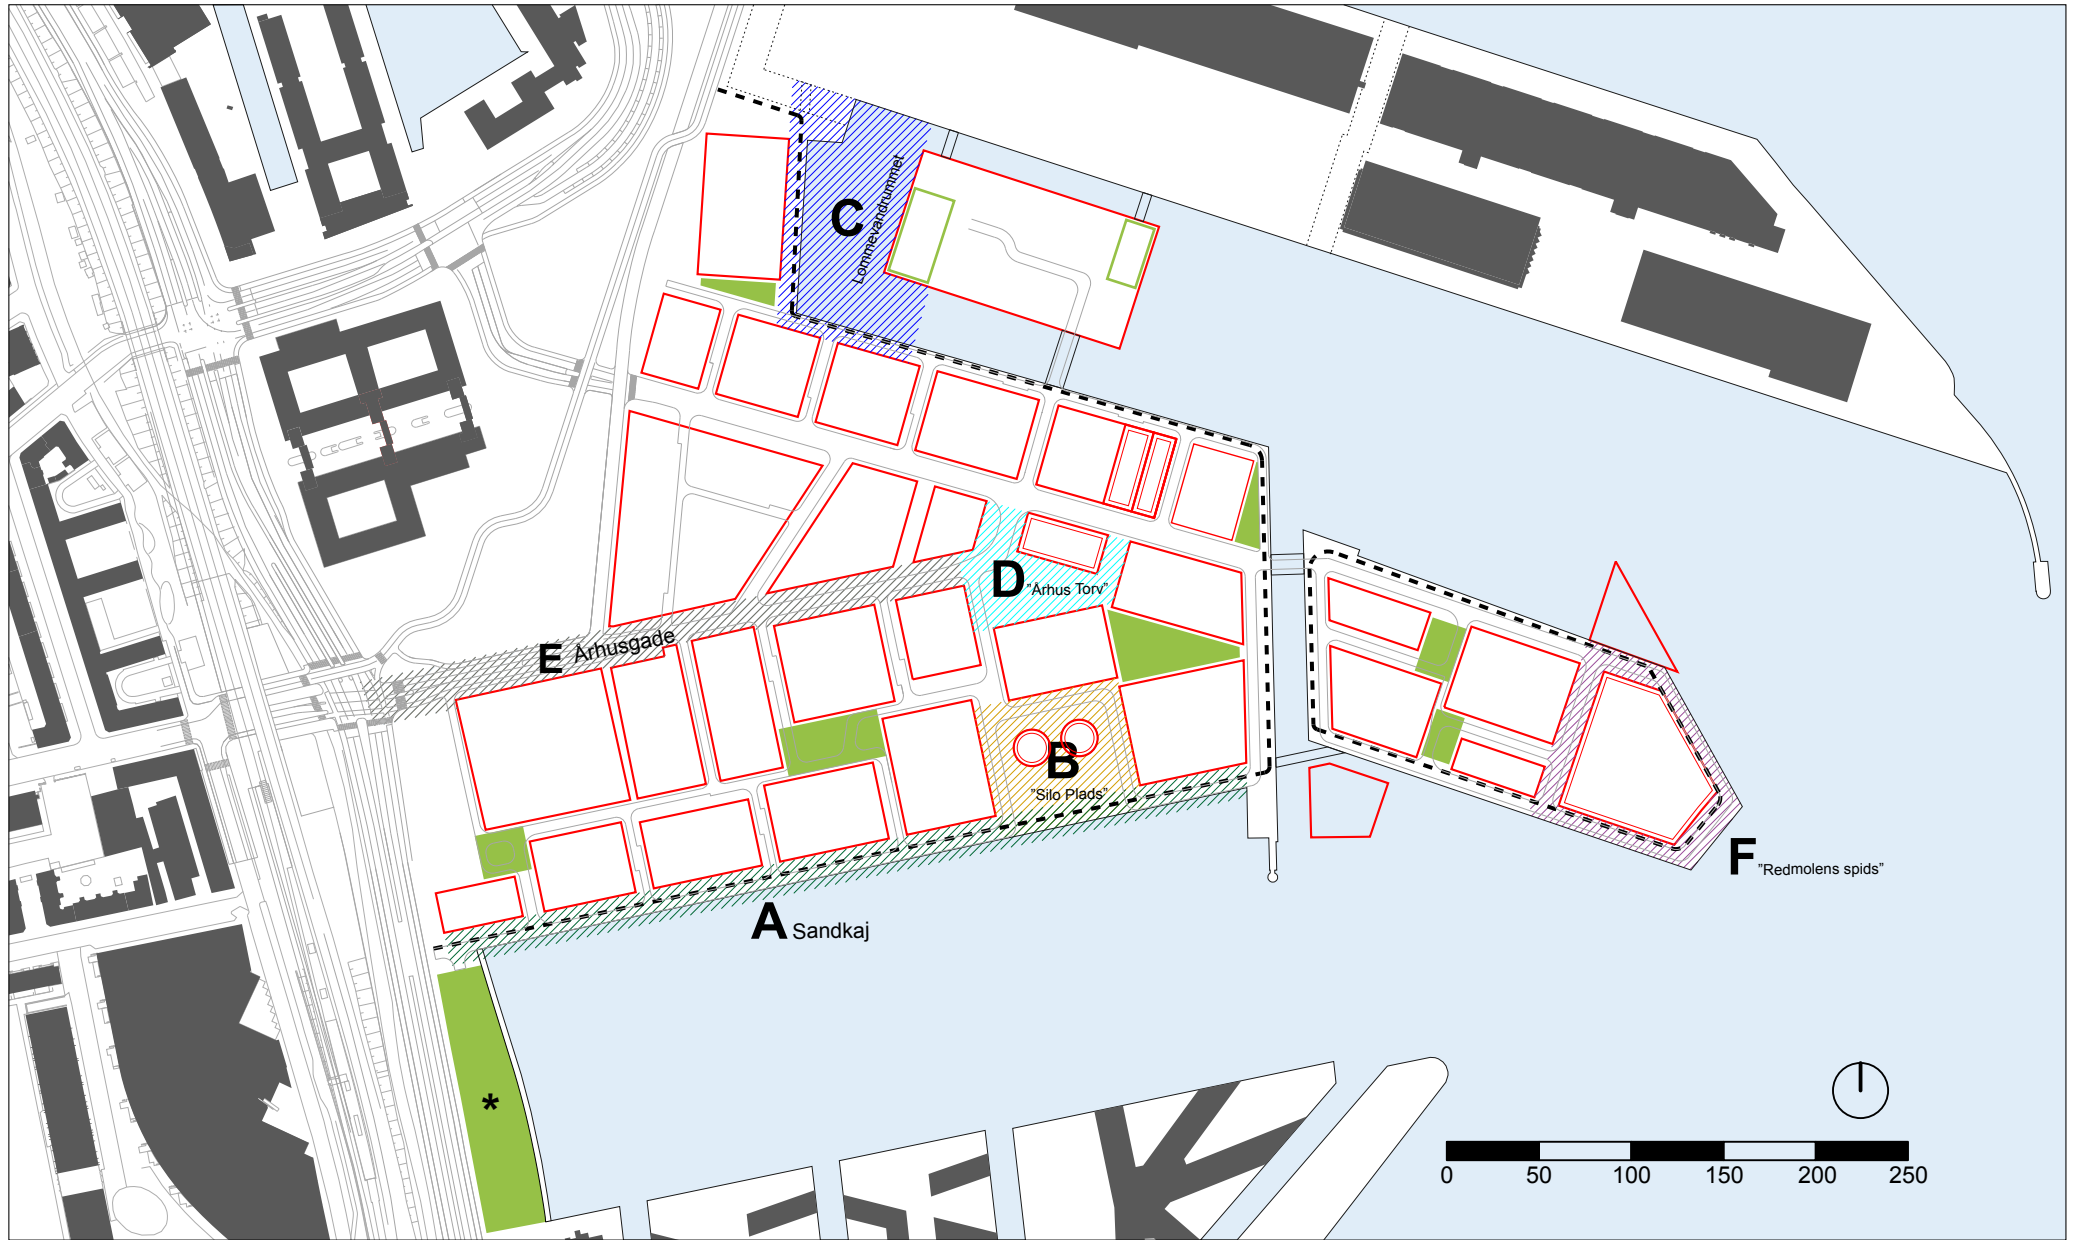 C
Lommevandrummet
D
"Århus Torv"
E Århusgade
B
"Silo Plads"
F "Redmolens spids"
A Sandkaj
*
0 50 100 150 200 250